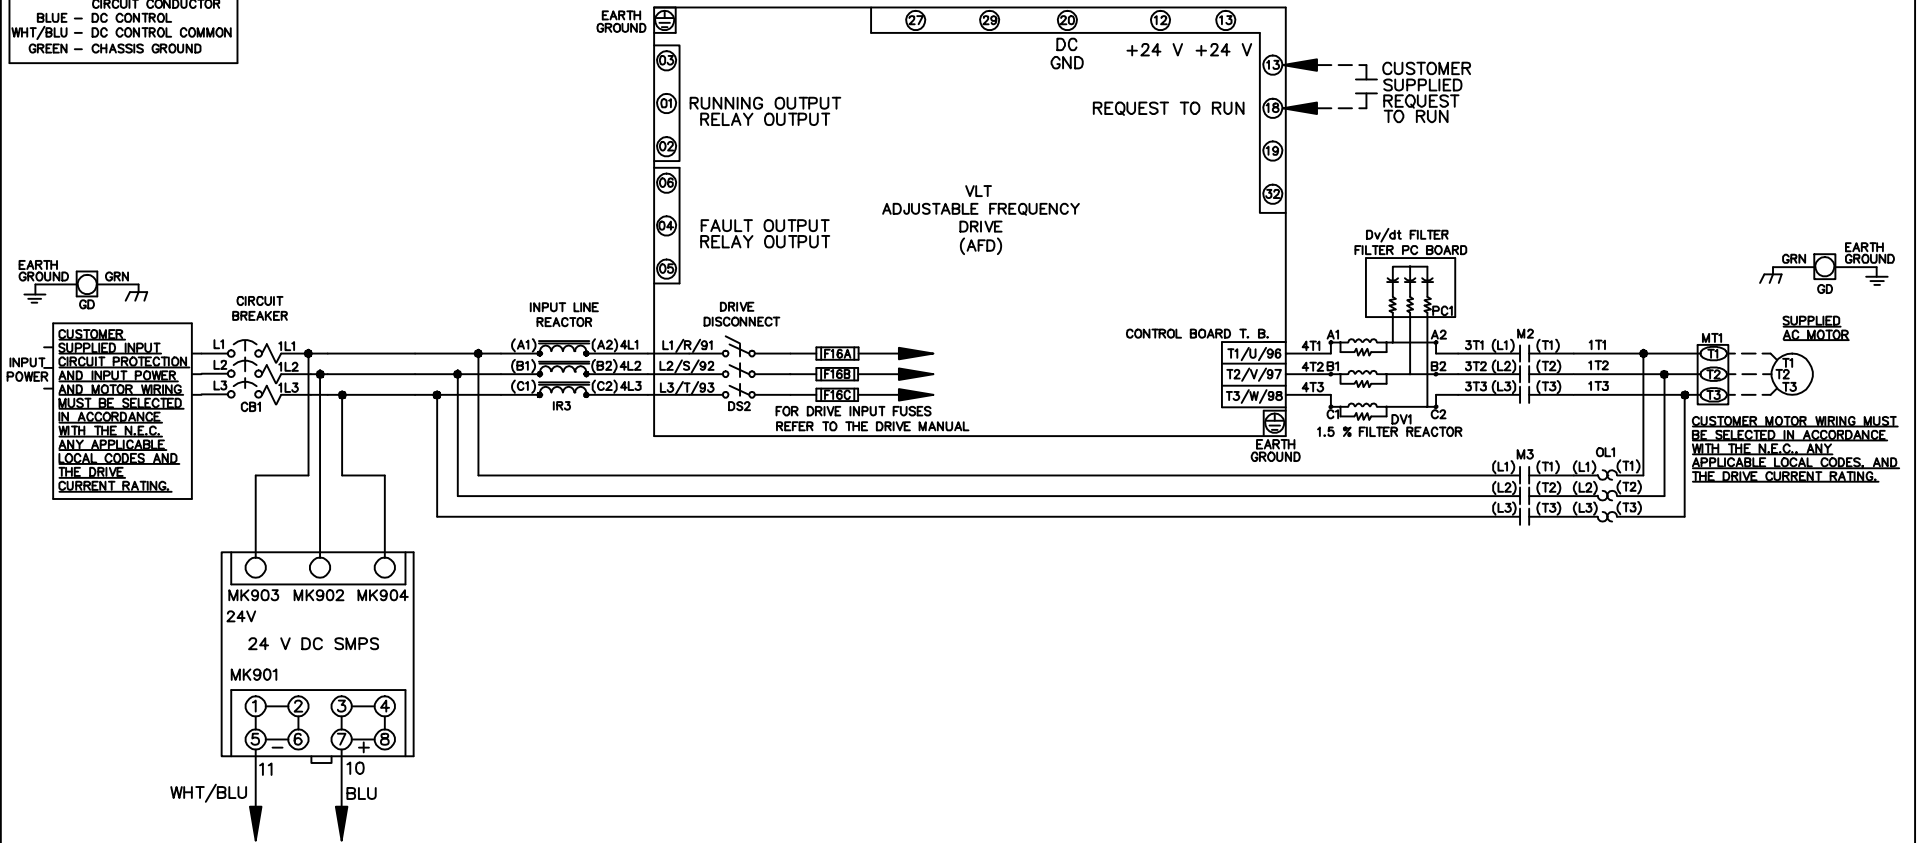 CIRCUIT CONDUCTOR
BLUE – DC CONTROL
WHT/BLU – DC CONTROL COMMON
GREEN – CHASSIS GROUND
EARTH
GROUND
27
29
20
12
13
DC
GND
+24 V
+24 V
03
01
02
RUNNING OUTPUT
RELAY OUTPUT
06
04
05
FAULT OUTPUT
RELAY OUTPUT
13
18
19
32
REQUEST TO RUN
CUSTOMER
SUPPLIED
REQUEST
TO RUN
VLT
ADJUSTABLE FREQUENCY
DRIVE
(AFD)
Dv/dt FILTER
FILTER PC BOARD
PC1
EARTH
GROUND
GRN
GD
GRN
EARTH
GROUND
GD
INPUT
POWER
CUSTOMER
SUPPLIED INPUT
CIRCUIT PROTECTION
AND INPUT POWER
AND MOTOR WIRING
MUST BE SELECTED
IN ACCORDANCE
WITH THE N.E.C.
ANY APPLICABLE
LOCAL CODES AND
THE DRIVE
CURRENT RATING.
CIRCUIT
BREAKER
L1
1L1
L2
1L2
L3
1L3
CB1
INPUT LINE
REACTOR
(A1)
(A2)
4L1
(B1)
(B2)
4L2
(C1)
(C2)
4L3
IR3
DRIVE
DISCONNECT
L1/R/91
L2/S/92
L3/T/93
DS2
F16A
F16B
F16C
FOR DRIVE INPUT FUSES
REFER TO THE DRIVE MANUAL
CONTROL BOARD T. B.
T1/U/96
T2/V/97
T3/W/98
EARTH
GROUND
4T1
A1
A2
4T2
B1
B2
4T3
C1
C2
DV1
1.5 % FILTER REACTOR
M2
3T1 (L1)
(T1)
1T1
3T2 (L2)
(T2)
1T2
3T3 (L3)
(T3)
1T3
MT1
T1
T2
T3
SUPPLIED
AC MOTOR
T1
T2
T3
CUSTOMER MOTOR WIRING MUST
BE SELECTED IN ACCORDANCE
WITH THE N.E.C., ANY
APPLICABLE LOCAL CODES, AND
THE DRIVE CURRENT RATING.
M3
OL1
(L1)
(T1)
(L1)
(T1)
(L2)
(T2)
(L2)
(T2)
(L3)
(T3)
(L3)
(T3)
MK903
MK902
MK904
24V
24 V DC SMPS
MK901
1
2
3
4
5
–
6
7
+
8
11
10
WHT/BLU
BLU